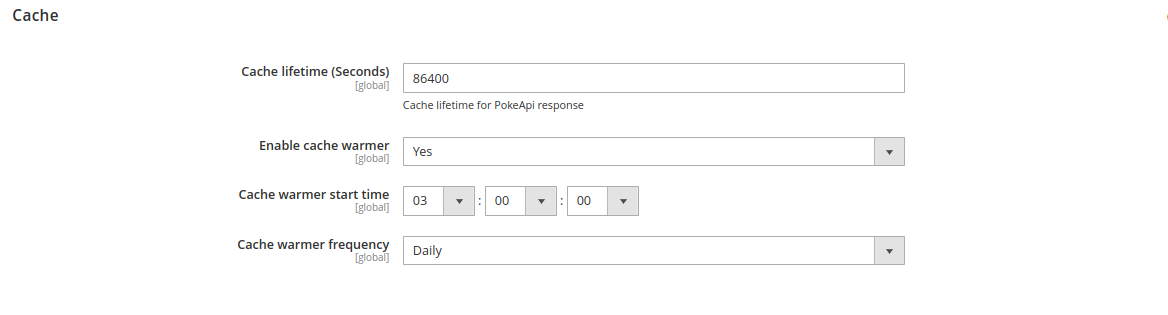 Cache
Cache lifetime (Seconds)
[global]
86400
Cache lifetime for PokeApi response
Enable cache warmer
[global]
Yes
Cache warmer start time
[global]
03 : 00 : 00
Cache warmer frequency
[global]
Daily